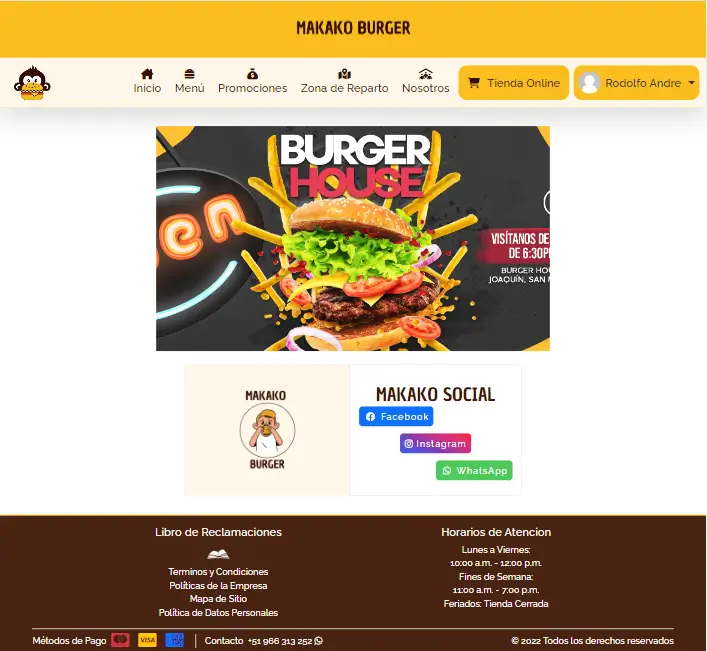 MAKAKO BURGER
Inicio
Menú
Promociones
Zona de Reparto
Nosotros
Tienda Online
Rodolfo Andre
BURGER
HOUSE
VISÍTANOS DE
DE 6:30P
BURGER HOU
JOAQUÍN, SAN
MAKAKO
BURGER
MAKAKO SOCIAL
Facebook
Instagram
WhatsApp
Libro de Reclamaciones
Terminos y Condiciones
Políticas de la Empresa
Mapa de Sitio
Política de Datos Personales
Horarios de Atencion
Lunes a Viernes:
10:00 a.m. - 12:00 p.m.
Fines de Semana:
11:00 a.m. - 7:00 p.m.
Feriados: Tienda Cerrada
Métodos de Pago
VISA
Contacto +51 966 313 252
© 2022 Todos los derechos reservados